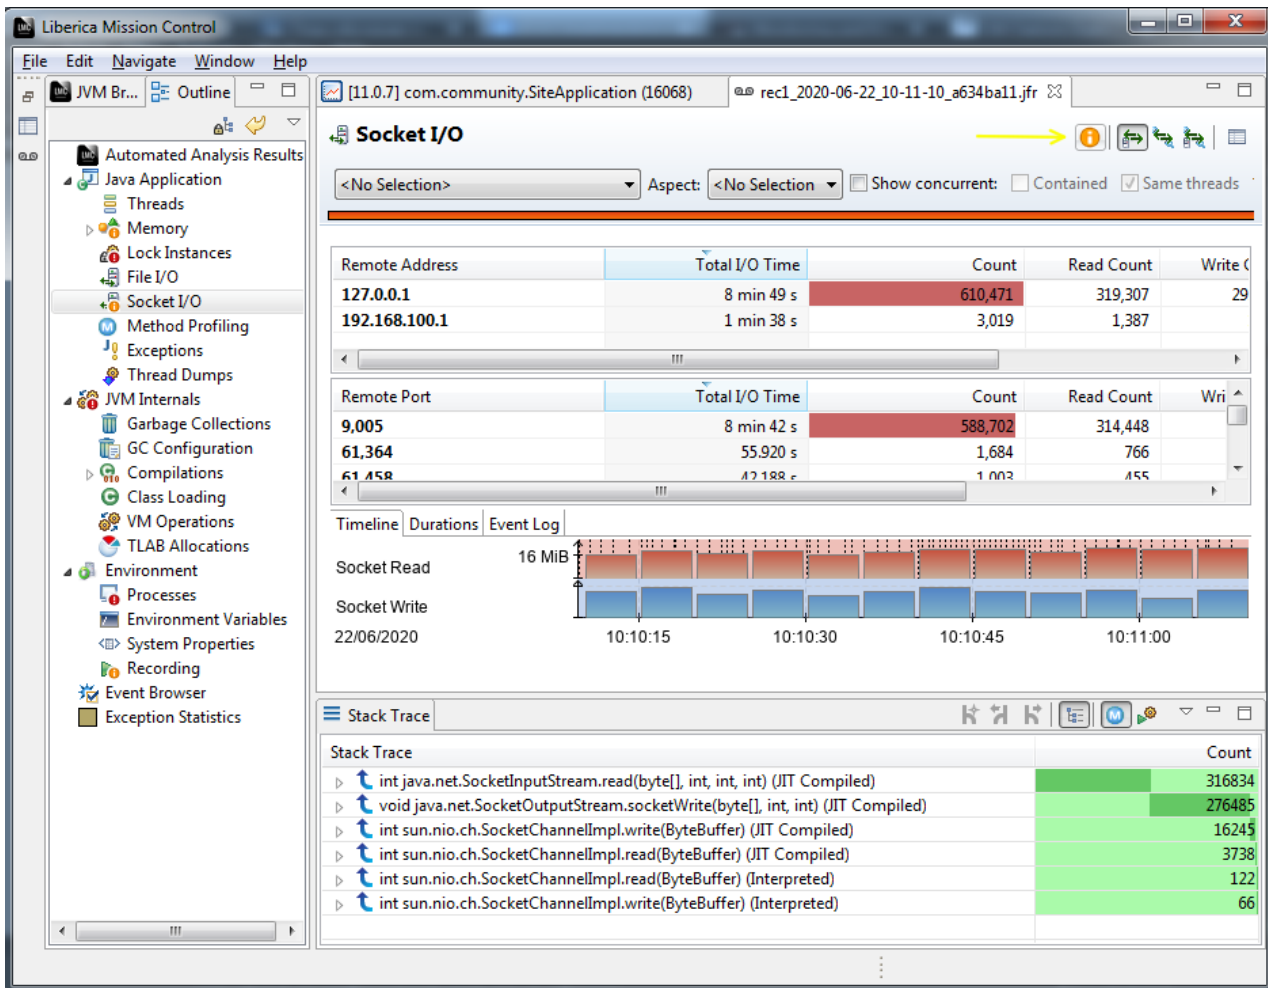 Liberica Mission Control
File Edit Navigate Window Help
JVM Br... Outline
[11.0.7] com.community.SiteApplication (16068) rec1_2020-06-22_10-11-10_a634ba11.jfr
Automated Analysis Results
Java Application
Threads
Memory
Lock Instances
File I/O
Socket I/O
Method Profiling
Exceptions
Thread Dumps
JVM Internals
Garbage Collections
GC Configuration
Compilations
Class Loading
VM Operations
TLAB Allocations
Environment
Processes
Environment Variables
System Properties
Recording
Event Browser
Exception Statistics
Socket I/O
<No Selection> Aspect: <No Selection Show concurrent: Contained Same threads
Remote Address Total I/O Time Count Read Count Write
127.0.0.1 8 min 49 s 610,471 319,307 29
192.168.100.1 1 min 38 s 3,019 1,387
Remote Port Total I/O Time Count Read Count Wri
9,005 8 min 42 s 588,702 314,448
61,364 55.920 s 1,684 766
61,458 42.188 s 1,003 455
Timeline Durations Event Log
16 MiB
Socket Read
Socket Write
22/06/2020 10:10:15 10:10:30 10:10:45 10:11:00
Stack Trace
Stack Trace Count
int java.net.SocketInputStream.read(byte[], int, int, int) (JIT Compiled) 316834
void java.net.SocketOutputStream.socketWrite(byte[], int, int) (JIT Compiled) 276485
int sun.nio.ch.SocketChannelImpl.write(ByteBuffer) (JIT Compiled) 16245
int sun.nio.ch.SocketChannelImpl.read(ByteBuffer) (JIT Compiled) 3738
int sun.nio.ch.SocketChannelImpl.read(ByteBuffer) (Interpreted) 122
int sun.nio.ch.SocketChannelImpl.write(ByteBuffer) (Interpreted) 66